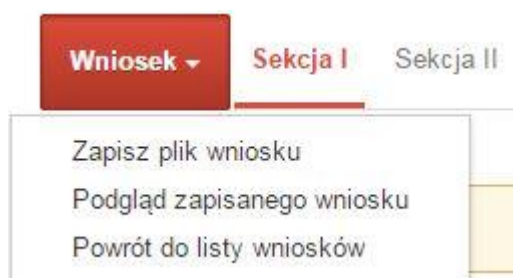 Wniosek Sekcja I Sekcja II
Zapisz plik wniosku
Podgląd zapisanego wniosku
Powrót do listy wniosków